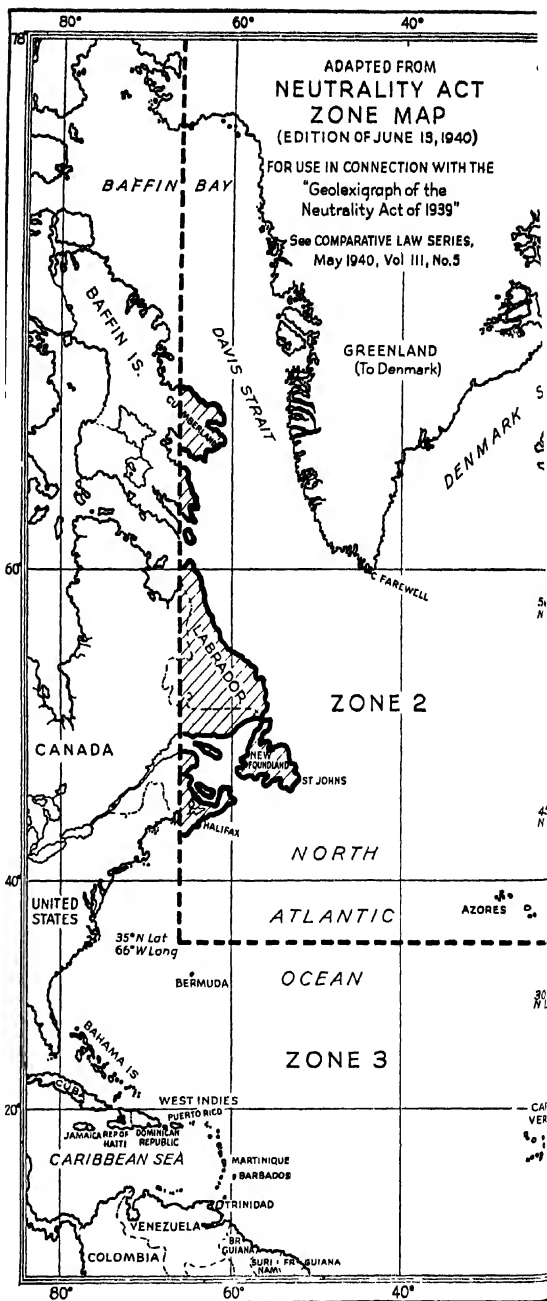 80°
60°
40°
78°
ADAPTED FROM
NEUTRALITY ACT
ZONE MAP
(EDITION OF JUNE 13, 1940)
FOR USE IN CONNECTION WITH THE
"Geolexigraph of the
Neutrality Act of 1939"
See COMPARATIVE LAW SERIES,
May 1940, Vol III, No.5
BAFFIN BAY
BAFFIN IS.
DAVIS STRAIT
GREENLAND
(To Denmark)
CUMBERLAND
DENMARK
60°
C FAREWELL
LABRADOR
ZONE 2
CANADA
NEW
FOUNDLAND
ST JOHNS
HALIFAX
NORTH
40°
UNITED
STATES
ATLANTIC
AZORES
35°N Lat
66°W Long
BERMUDA
OCEAN
30
N L
BAHAMA IS
ZONE 3
CUBA
20°
WEST INDIES
PUERTO RICO
JAMAICA
REP OF
HAITI
DOMINICAN
REPUBLIC
CARIBBEAN SEA
MARTINIQUE
BARBADOS
TRINIDAD
VENEZUELA
BR
GUIANA
COLOMBIA
SURI
NAM
FR GUIANA
80°
60°
40°